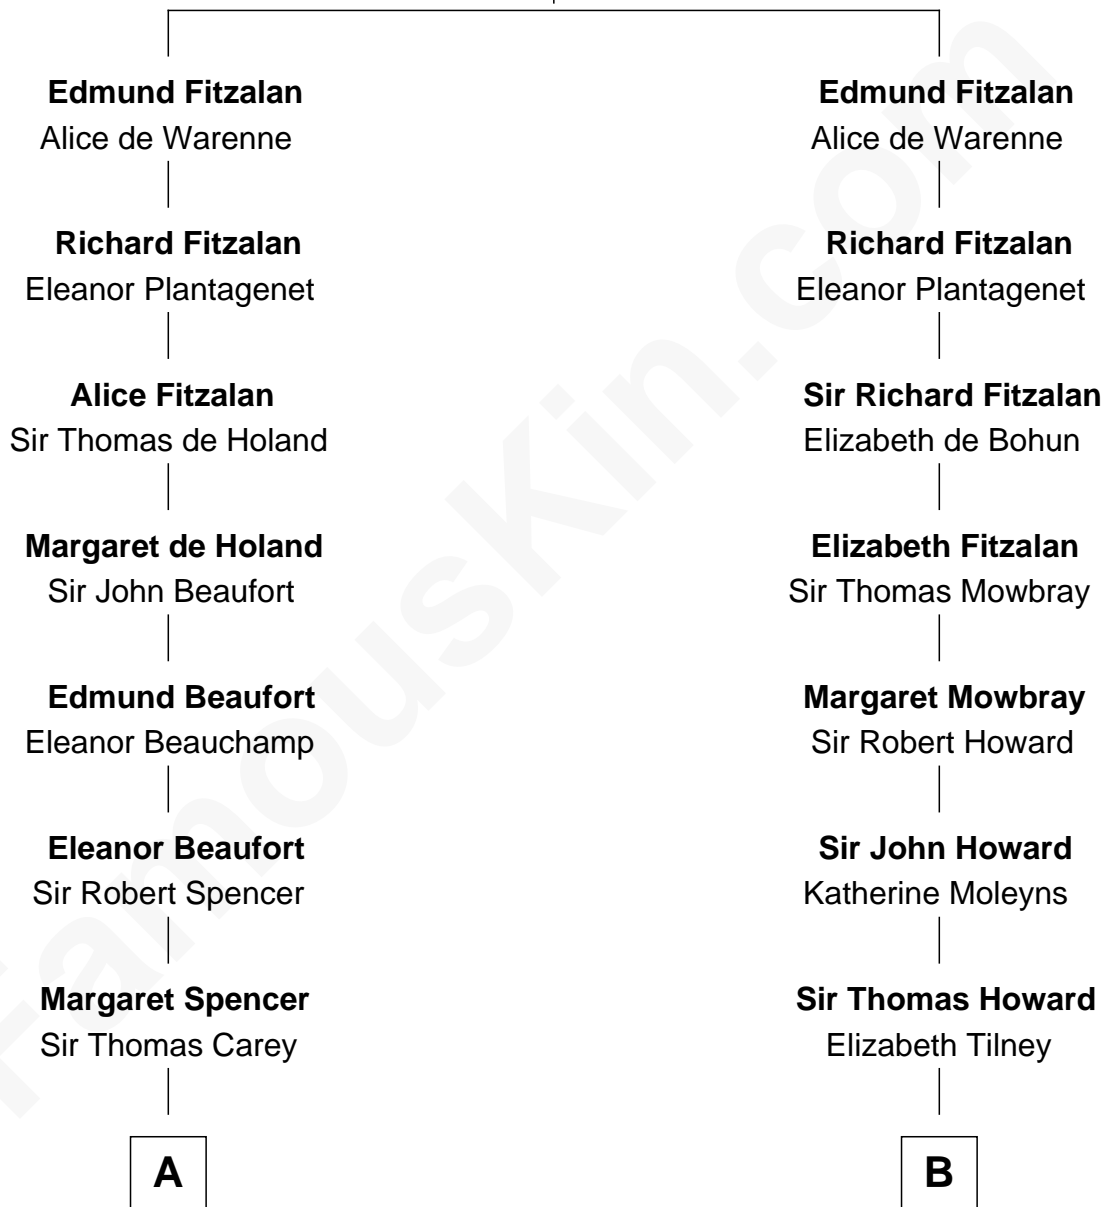 Edmund Fitzalan
Alice de Warenne
Richard Fitzalan
Eleanor Plantagenet
Alice Fitzalan
Sir Thomas de Holand
Margaret de Holand
Sir John Beaufort
Edmund Beaufort
Eleanor Beauchamp
Eleanor Beaufort
Sir Robert Spencer
Margaret Spencer
Sir Thomas Carey
A
Edmund Fitzalan
Alice de Warenne
Richard Fitzalan
Eleanor Plantagenet
Sir Richard Fitzalan
Elizabeth de Bohun
Elizabeth Fitzalan
Sir Thomas Mowbray
Margaret Mowbray
Sir Robert Howard
Sir John Howard
Katherine Moleyns
Sir Thomas Howard
Elizabeth Tilney
B
FamousKin.com